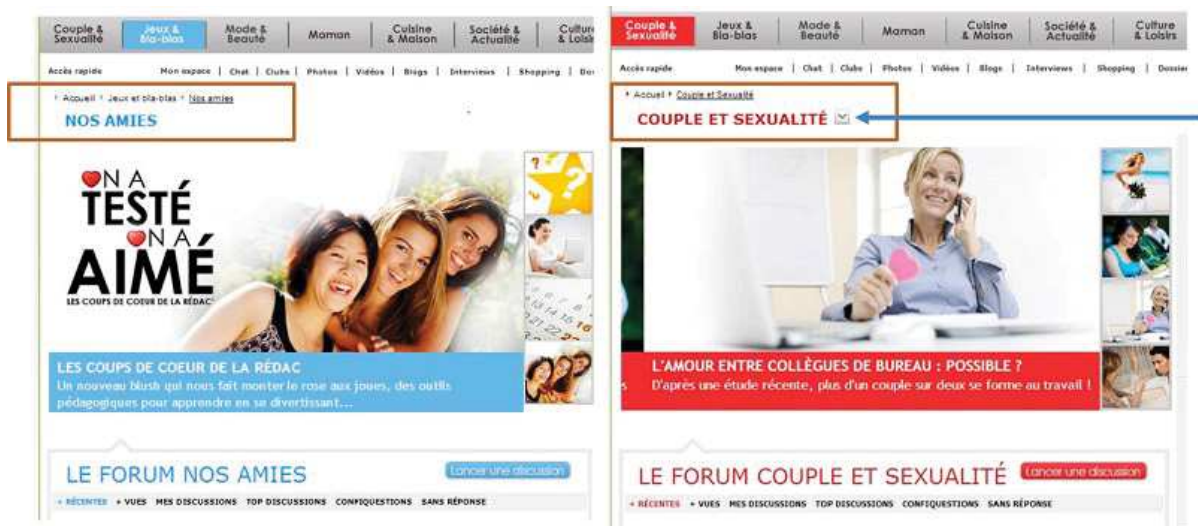 Couple & Sexualité
Jeux & Bla-blas
Mode & Beauté
Maman
Cuisine & Maison
Société & Actualité
Culture & Loisirs
Accès rapide
Mon espace | Chat | Clubs | Photos | Vidéos | Blogs | Interviews | Shopping |
Accueil Jeux et bla-blas Nos amies
NOS AMIES
ON A
TESTÉ
ON A
AIMÉ
LES COUPS DE COEUR DE LA RÉDAC'
LES COUPS DE COEUR DE LA RÉDAC
Un nouveau blush qui nous fait monter le rose aux joues, des outils
pédagogiques pour apprendre en se divertissant...
LE FORUM NOS AMIES
Lancer une discussion
+ RÉCENTES + VUES MES DISCUSSIONS TOP DISCUSSIONS CONFIQUESTIONS SANS RÉPONSE
Couple & Sexualité
Jeux & Bla-blas
Mode & Beauté
Maman
Cuisine & Maison
Société & Actualité
Culture & Loisirs
Accès rapide
Mon espace | Chat | Clubs | Photos | Vidéos | Blogs | Interviews | Shopping | Dossier
Accueil Couple et Sexualité
COUPLE ET SEXUALITÉ
L'AMOUR ENTRE COLLÈGUES DE BUREAU : POSSIBLE ?
D'après une étude récente, plus d'un couple sur deux se forme au travail !
LE FORUM COUPLE ET SEXUALITÉ
Lancer une discussion
+ RÉCENTES + VUES MES DISCUSSIONS TOP DISCUSSIONS CONFIQUESTIONS SANS RÉPONSE